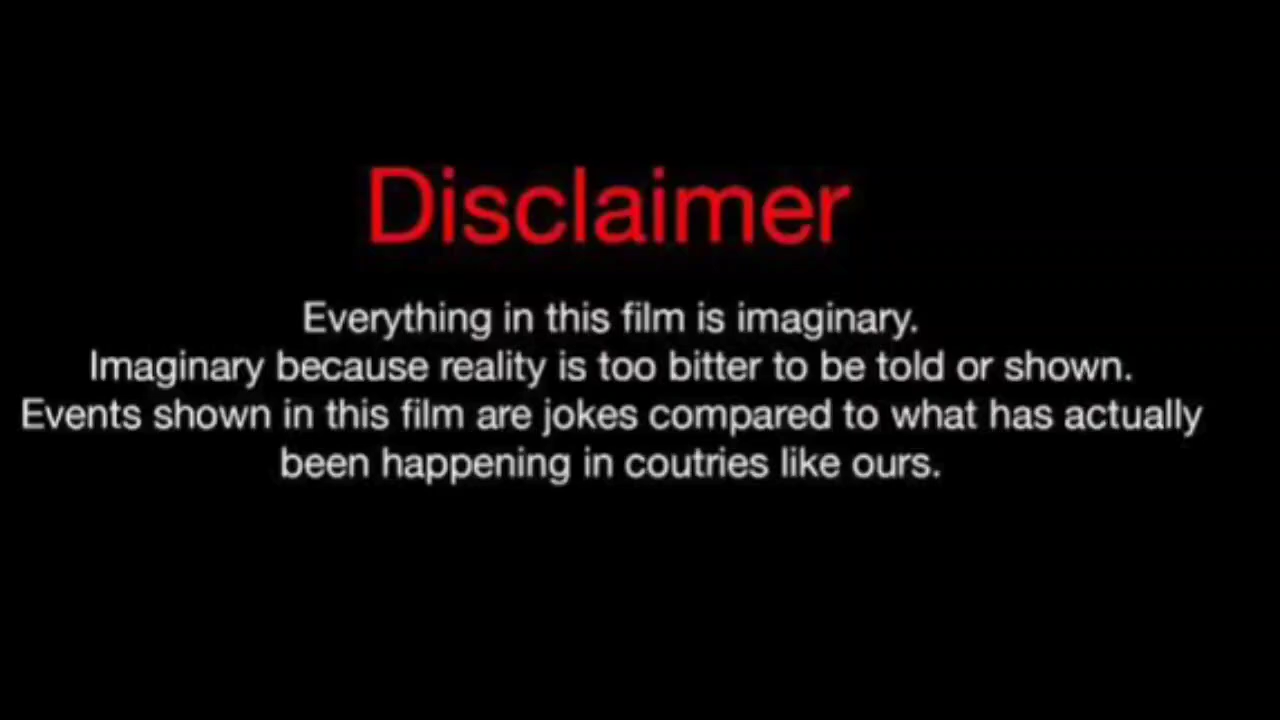 Disclaimer
Everything in this film is imaginary.
Imaginary because reality is too bitter to be told or shown.
Events shown in this film are jokes compared to what has actually
been happening in coutries like ours.